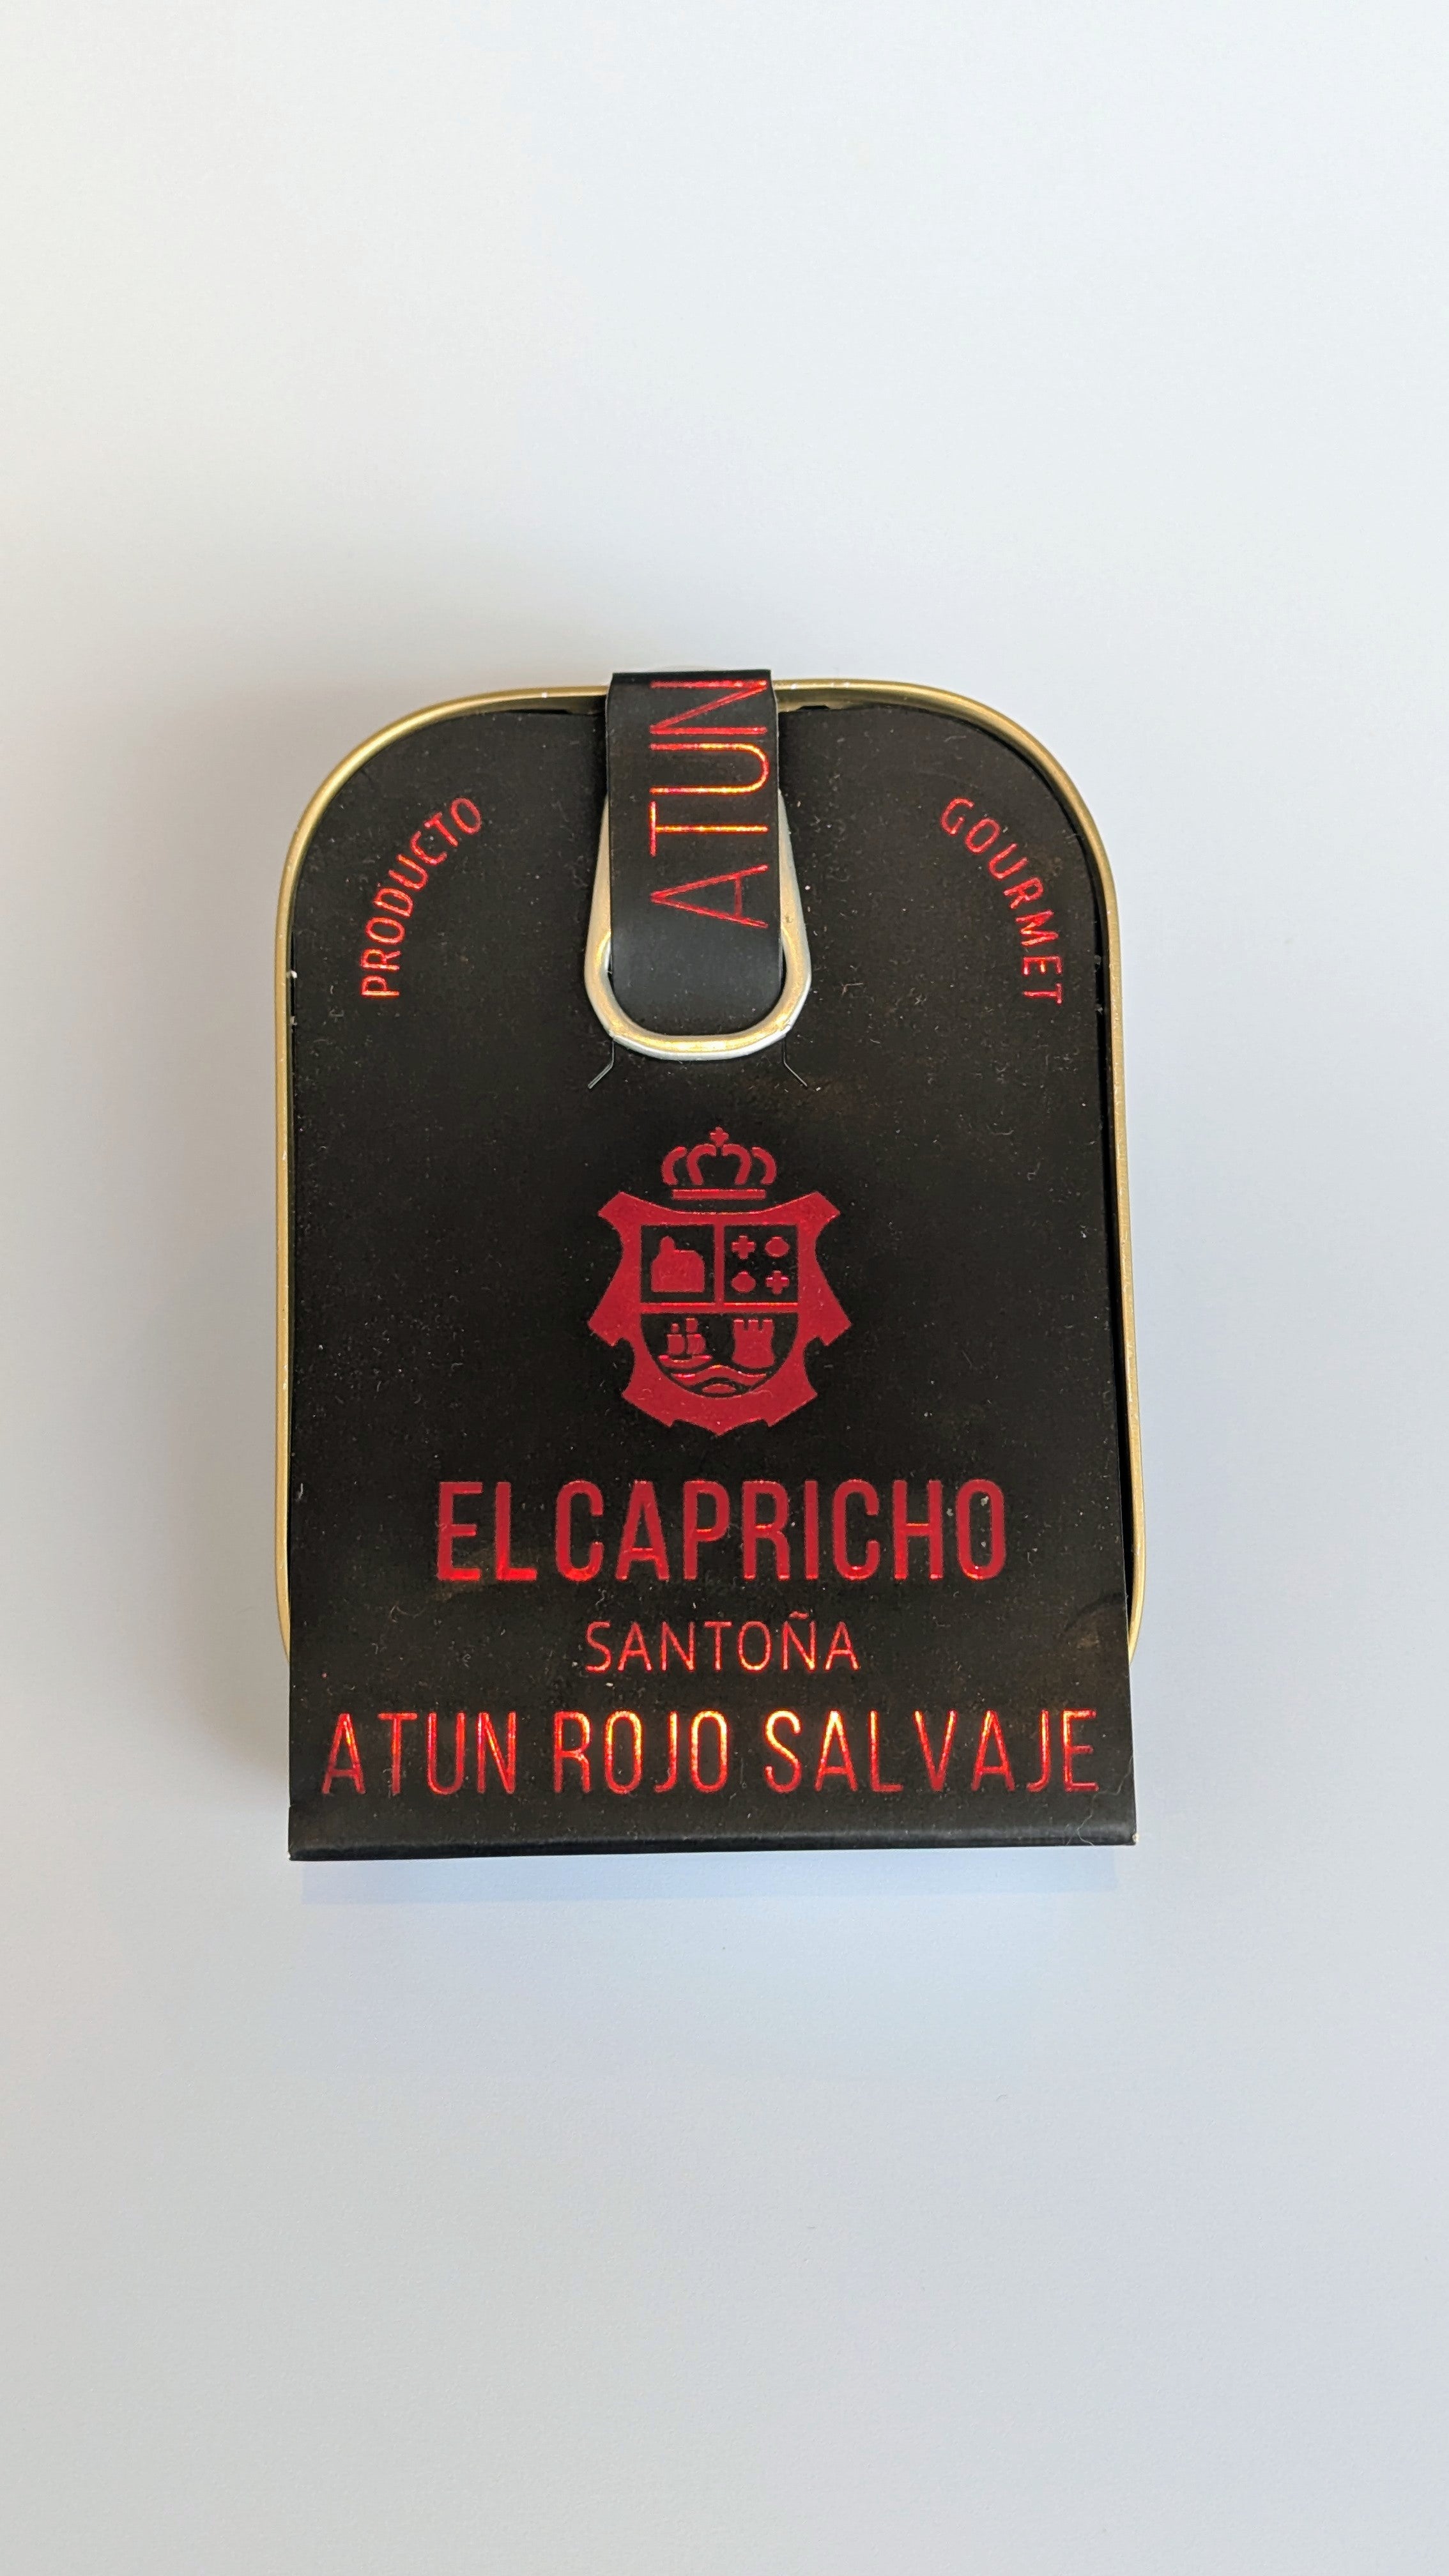 ATUN
PRODUCTO
GOURMET
EL CAPRICHO
SANTOÑA
ATUN ROJO SALVAJE